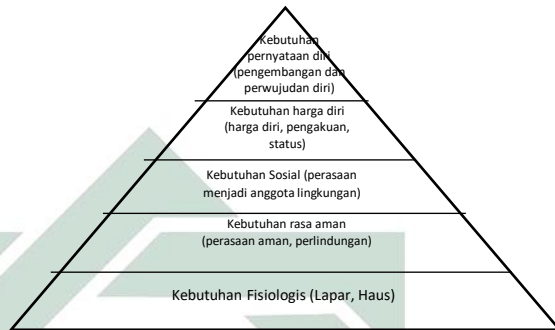 Kebutuhan
pernyataan diri
(pengembangan dan
perwujudan diri)
Kebutuhan harga diri
(harga diri, pengakuan,
status)
Kebutuhan Sosial (perasaan
menjadi anggota lingkungan)
Kebutuhan rasa aman
(perasaan aman, perlindungan)
Kebutuhan Fisiologis (Lapar, Haus)